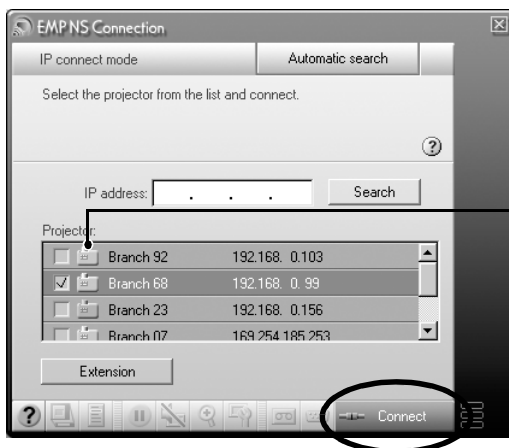 EMP NS Connection
IP connect mode Automatic search
Select the projector from the list and connect.
?
IP address: . . . Search
Projector:
Branch 92 192.168. 0.103
Branch 68 192.168. 0. 99
Branch 23 192.168. 0.156
Branch 07 169.254.185.253
Extension
? Connect